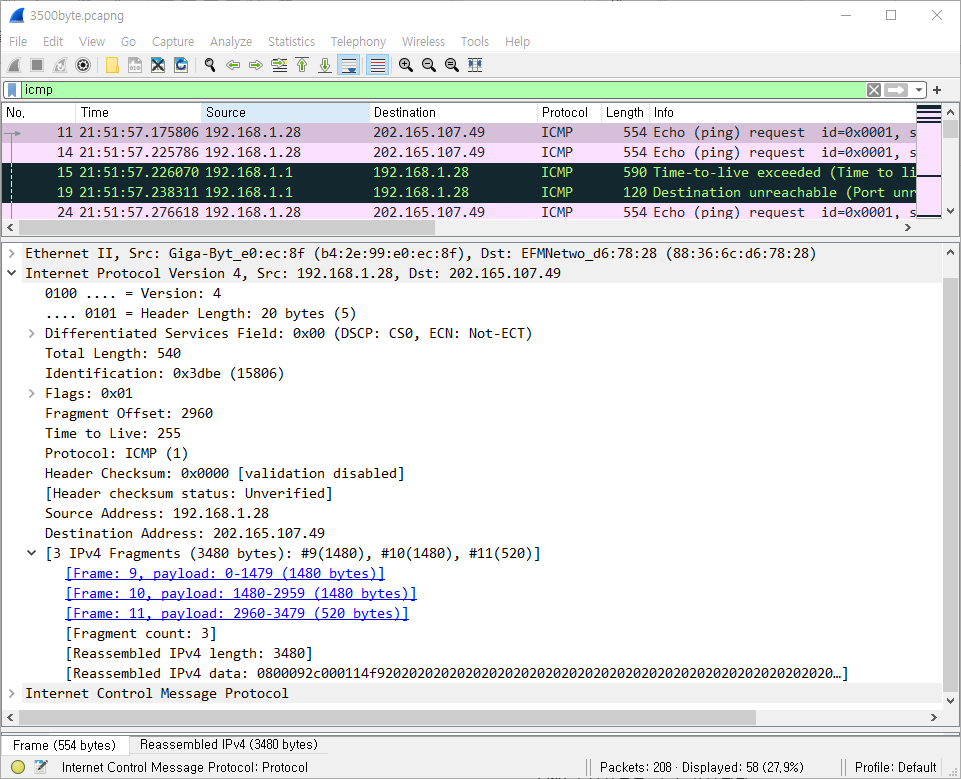 3500byte.pcapng
File Edit View Go Capture Analyze Statistics Telephony Wireless Tools Help
icmp
No. Time Source Destination Protocol Length Info
11 21:51:57.175806 192.168.1.28 202.165.107.49 ICMP 554 Echo (ping) request id=0x0001, s
14 21:51:57.225786 192.168.1.28 202.165.107.49 ICMP 554 Echo (ping) request id=0x0001, s
15 21:51:57.226070 192.168.1.1 192.168.1.28 ICMP 590 Time-to-live exceeded (Time to li
19 21:51:57.238311 192.168.1.1 192.168.1.28 ICMP 120 Destination unreachable (Port unr
24 21:51:57.276618 192.168.1.28 202.165.107.49 ICMP 554 Echo (ping) request id=0x0001, s
Ethernet II, Src: Giga-Byt_e0:ec:8f (b4:2e:99:e0:ec:8f), Dst: EFMNetwo_d6:78:28 (88:36:6c:d6:78:28)
Internet Protocol Version 4, Src: 192.168.1.28, Dst: 202.165.107.49
0100 .... = Version: 4
.... 0101 = Header Length: 20 bytes (5)
Differentiated Services Field: 0x00 (DSCP: CS0, ECN: Not-ECT)
Total Length: 540
Identification: 0x3dbe (15806)
Flags: 0x01
Fragment Offset: 2960
Time to Live: 255
Protocol: ICMP (1)
Header Checksum: 0x0000 [validation disabled]
[Header checksum status: Unverified]
Source Address: 192.168.1.28
Destination Address: 202.165.107.49
[3 IPv4 Fragments (3480 bytes): #9(1480), #10(1480), #11(520)]
[Frame: 9, payload: 0-1479 (1480 bytes)]
[Frame: 10, payload: 1480-2959 (1480 bytes)]
[Frame: 11, payload: 2960-3479 (520 bytes)]
[Fragment count: 3]
[Reassembled IPv4 length: 3480]
[Reassembled IPv4 data: 0800092c000114f92020202020202020202020202020202020202020202020202020202020…]
Internet Control Message Protocol
Frame (554 bytes) Reassembled IPv4 (3480 bytes)
Internet Control Message Protocol: Protocol Packets: 208 · Displayed: 58 (27,9%) Profile: Default